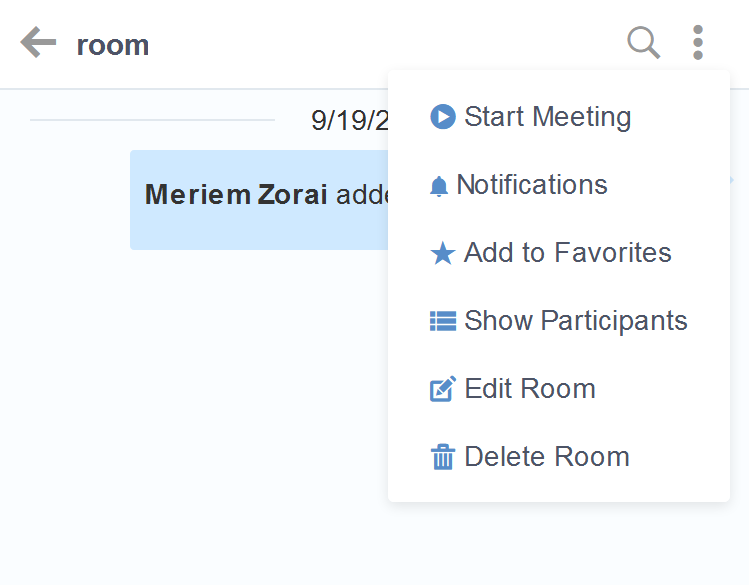 room
9/19/2
Meriem Zorai adde
Start Meeting
Notifications
Add to Favorites
Show Participants
Edit Room
Delete Room